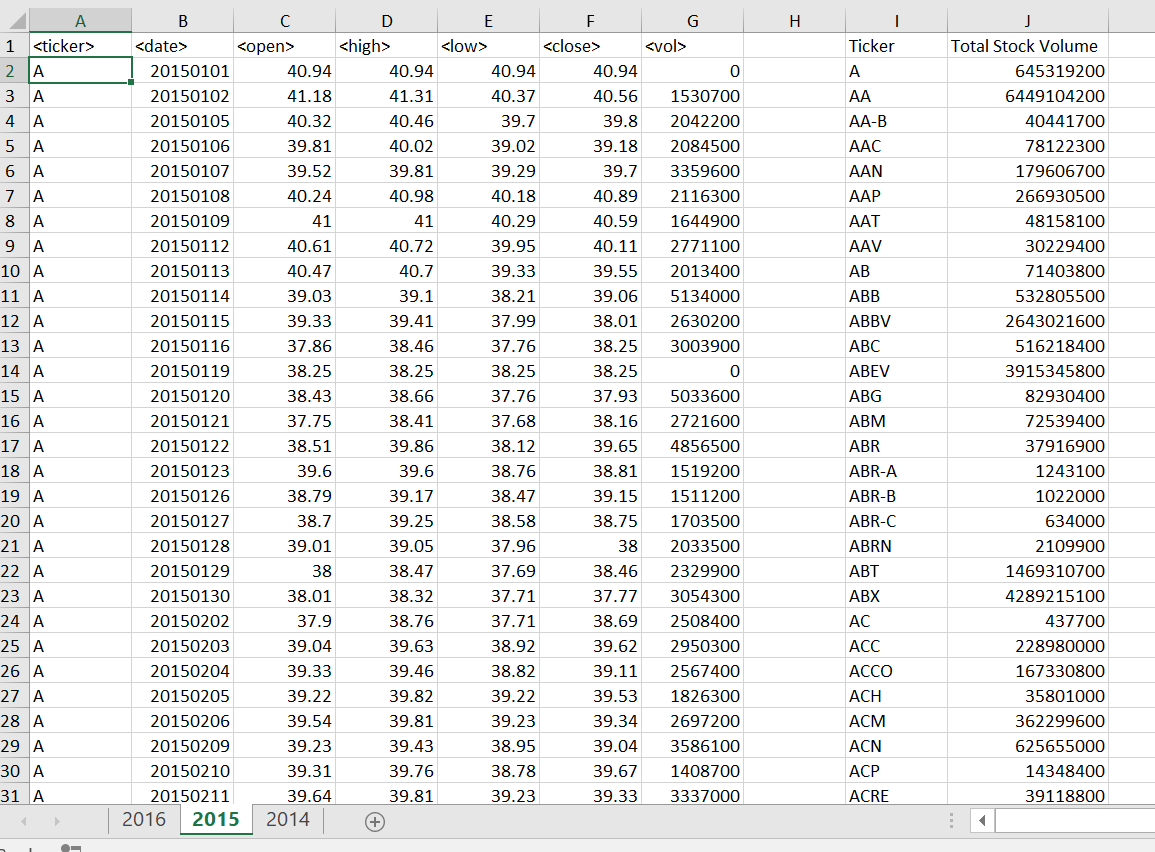 A B C D E F G H I J
1 <ticker> <date> <open> <high> <low> <close> <vol> Ticker Total Stock Volume
2 A 20150101 40.94 40.94 40.94 40.94 0 A 645319200
3 A 20150102 41.18 41.31 40.37 40.56 1530700 AA 6449104200
4 A 20150105 40.32 40.46 39.7 39.8 2042200 AA-B 40441700
5 A 20150106 39.81 40.02 39.02 39.18 2084500 AAC 78122300
6 A 20150107 39.52 39.81 39.29 39.7 3359600 AAN 179606700
7 A 20150108 40.24 40.98 40.18 40.89 2116300 AAP 266930500
8 A 20150109 41 41 40.29 40.59 1644900 AAT 48158100
9 A 20150112 40.61 40.72 39.95 40.11 2771100 AAV 30229400
10 A 20150113 40.47 40.7 39.33 39.55 2013400 AB 71403800
11 A 20150114 39.03 39.1 38.21 39.06 5134000 ABB 532805500
12 A 20150115 39.33 39.41 37.99 38.01 2630200 ABBV 2643021600
13 A 20150116 37.86 38.46 37.76 38.25 3003900 ABC 516218400
14 A 20150119 38.25 38.25 38.25 38.25 0 ABEV 3915345800
15 A 20150120 38.43 38.66 37.76 37.93 5033600 ABG 82930400
16 A 20150121 37.75 38.41 37.68 38.16 2721600 ABM 72539400
17 A 20150122 38.51 39.86 38.12 39.65 4856500 ABR 37916900
18 A 20150123 39.6 39.6 38.76 38.81 1519200 ABR-A 1243100
19 A 20150126 38.79 39.17 38.47 39.15 1511200 ABR-B 1022000
20 A 20150127 38.7 39.25 38.58 38.75 1703500 ABR-C 634000
21 A 20150128 39.01 39.05 37.96 38 2033500 ABRN 2109900
22 A 20150129 38 38.47 37.69 38.46 2329900 ABT 1469310700
23 A 20150130 38.01 38.32 37.71 37.77 3054300 ABX 4289215100
24 A 20150202 37.9 38.76 37.71 38.69 2508400 AC 437700
25 A 20150203 39.04 39.63 38.92 39.62 2950300 ACC 228980000
26 A 20150204 39.33 39.46 38.82 39.11 2567400 ACCO 167330800
27 A 20150205 39.22 39.82 39.22 39.53 1826300 ACH 35801000
28 A 20150206 39.54 39.81 39.23 39.34 2697200 ACM 362299600
29 A 20150209 39.23 39.43 38.95 39.04 3586100 ACN 625655000
30 A 20150210 39.31 39.76 38.78 39.67 1408700 ACP 14348400
31 A 20150211 39.64 39.81 39.23 39.33 3337000 ACRE 39118800
2016 2015 2014